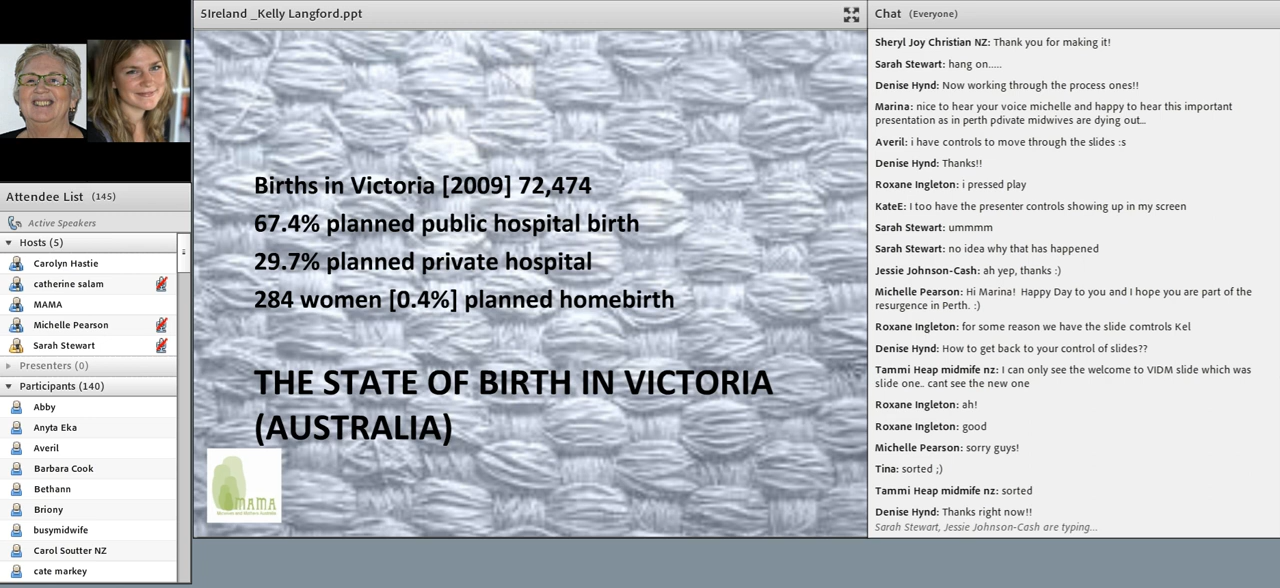 5Ireland _Kelly Langford.ppt
Attendee List (145)
Active Speakers
Hosts (5)
Carolyn Hastie
catherine salam
MAMA
Michelle Pearson
Sarah Stewart
Presenters (0)
Participants (140)
Abby
Anyta Eka
Averil
Barbara Cook
Bethann
Briony
busymidwife
Carol Soutter NZ
cate markey
Births in Victoria [2009] 72,474
67.4% planned public hospital birth
29.7% planned private hospital
284 women [0.4%] planned homebirth
THE STATE OF BIRTH IN VICTORIA
(AUSTRALIA)
MAMA
Chat (Everyone)
Sheryl Joy Christian NZ: Thank you for making it!
Sarah Stewart: hang on.....
Denise Hynd: Now working through the process ones!!
Marina: nice to hear your voice michelle and happy to hear this important
presentation as in perth pdivate midwives are dying out...
Averil: i have controls to move through the slides :s
Denise Hynd: Thanks!!
Roxane Ingleton: i pressed play
KateE: I too have the presenter controls showing up in my screen
Sarah Stewart: ummmm
Sarah Stewart: no idea why that has happened
Jessie Johnson-Cash: ah yep, thanks :)
Michelle Pearson: Hi Marina!  Happy Day to you and I hope you are part of the
resurgence in Perth. :)
Roxane Ingleton: for some reason we have the slide comtrols Kel
Denise Hynd: How to get back to your control of slides??
Tammi Heap midmife nz: I can only see the welcome to VIDM slide which was
slide one.. cant see the new one
Roxane Ingleton: ah!
Roxane Ingleton: good
Michelle Pearson: sorry guys!
Tina: sorted ;)
Tammi Heap midmife nz: sorted
Denise Hynd: Thanks right now!!
Sarah Stewart, Jessie Johnson-Cash are typing...